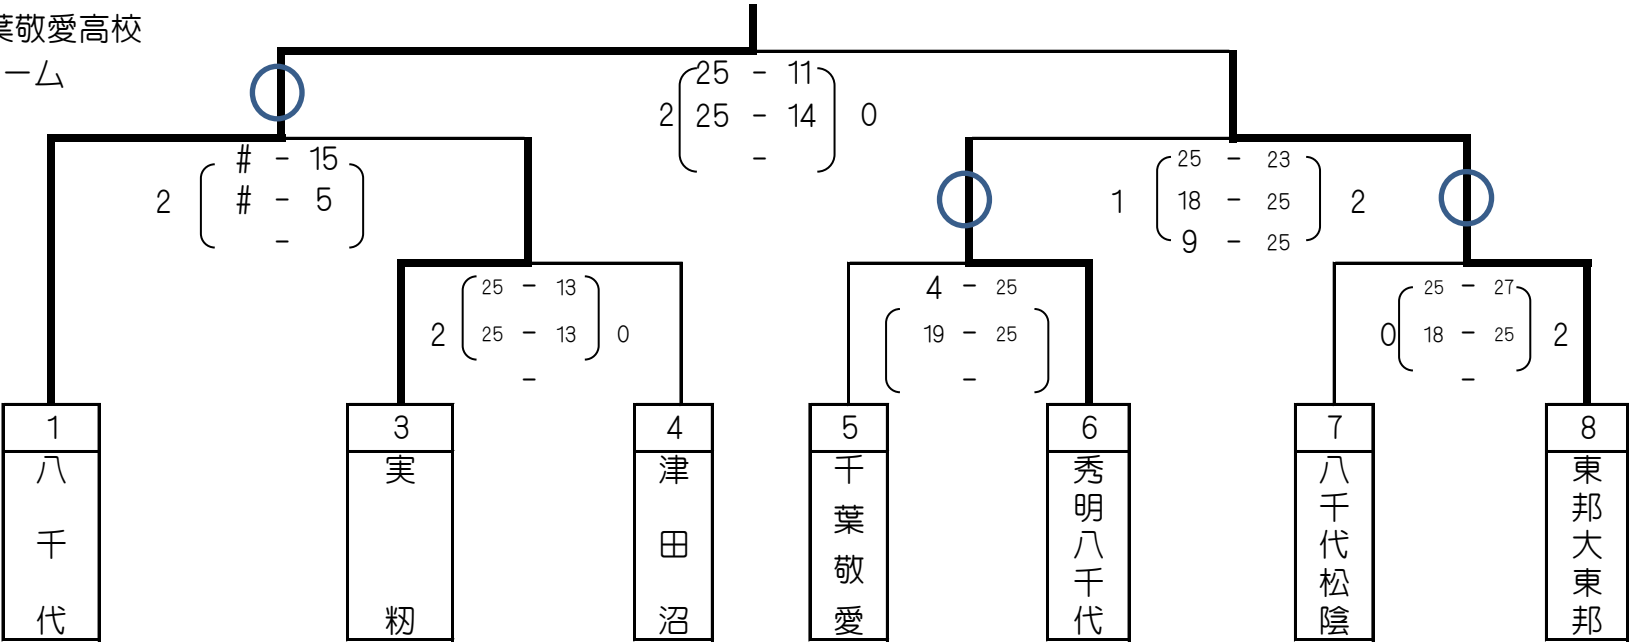 葉敬愛高校
ーム
25 - 11
2 25 - 14 0
-
# - 15
2 # - 5
-
25 - 23
1 18 - 25 2
9 - 25
25 - 13
2 25 - 13 0
-
4 - 25
19 - 25
-
25 - 27
0 18 - 25 2
-
1
八千代
3
実籾
4
津田沼
5
千葉敬愛
6
秀明八千代
7
八千代松陰
8
東邦大東邦